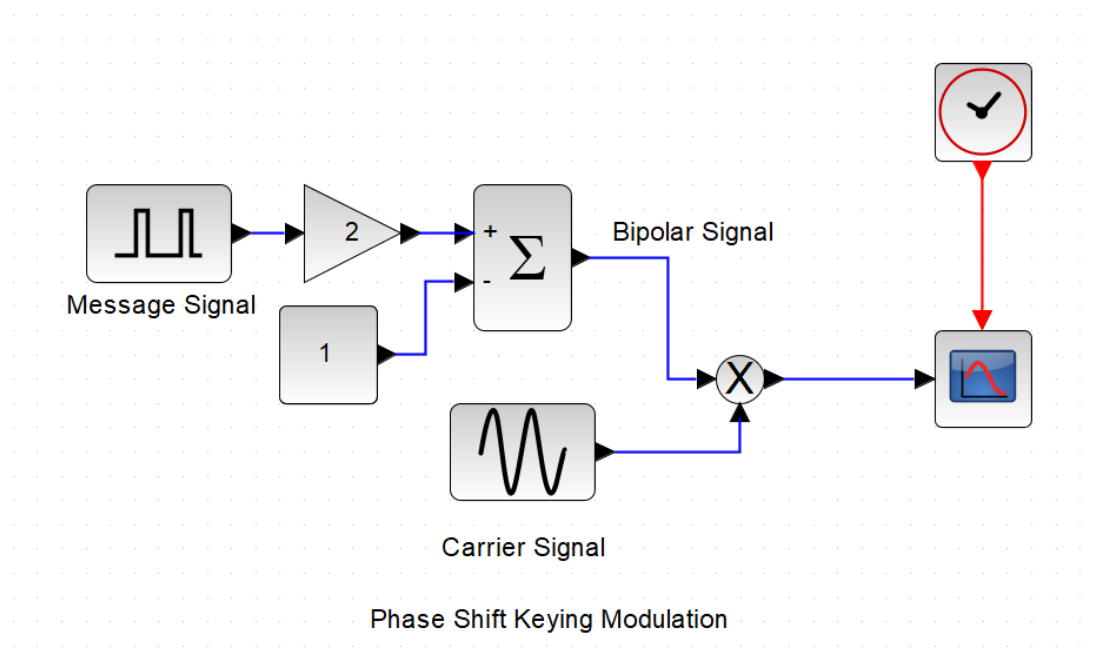 2
+
Σ
-
Bipolar Signal
Message Signal
1
X
Carrier Signal
Phase Shift Keying Modulation